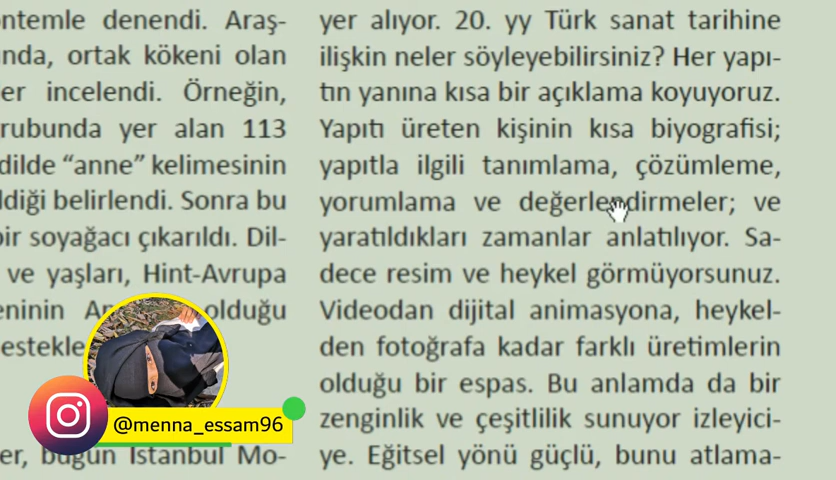 ntemle denendi. Araş-
nda, ortak kökeni olan
er incelendi. Örneğin,
rubunda yer alan 113
dilde “anne” kelimesinin
ldiği belirlendi. Sonra bu
bir soyağacı çıkarıldı. Dil-
ve yaşları, Hint-Avrupa
eninin olduğu
estekle
er, bugün İstanbul Mo-
yer alıyor. 20. yy Türk sanat tarihine
ilişkin neler söyleyebilirsiniz? Her yapı-
tın yanına kısa bir açıklama koyuyoruz.
Yapıtı üreten kişinin kısa biyografisi;
yapıtla ilgili tanımlama, çözümleme,
yorumlama ve değerlendirmeler; ve
yaratıldıkları zamanlar anlatılıyor. Sa-
dece resim ve heykel görmüyorsunuz.
Videodan dijital animasyona, heykel-
den fotoğrafa kadar farklı üretimlerin
olduğu bir espas. Bu anlamda da bir
zenginlik ve çeşitlilik sunuyor izleyici-
ye. Eğitsel yönü güçlü, bunu atlama-
@menna_essam96